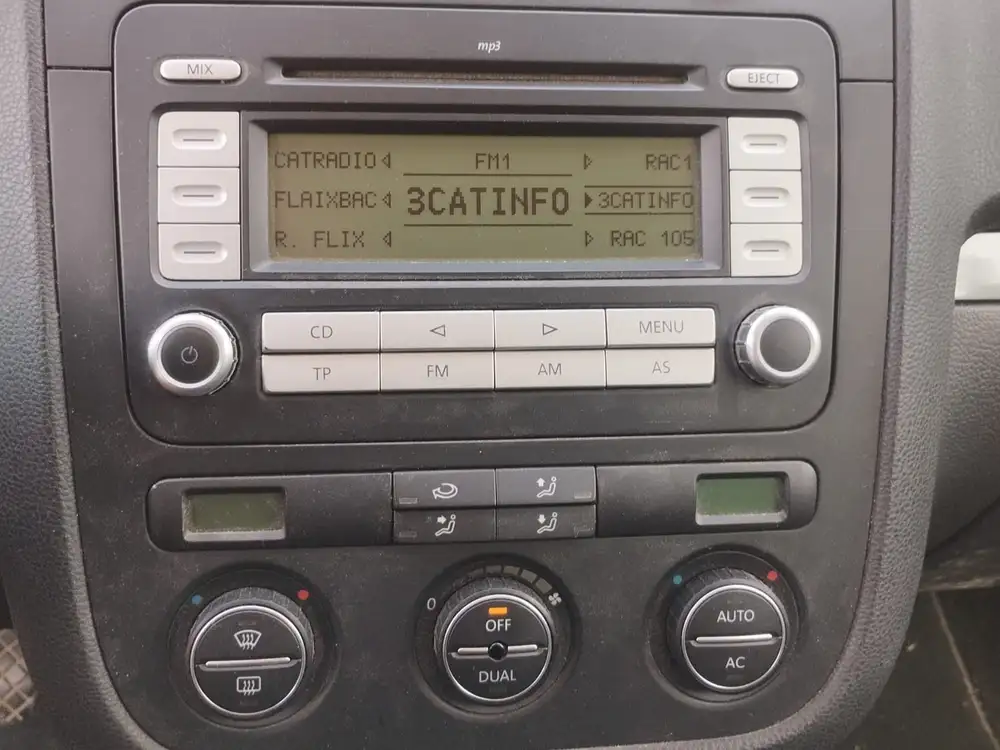 mp3
MIX
EJECT
CATRADIO FM1 RAC1
FLAIXBAC 3CATINFO 3CATINFO
R. FLIX RAC 105
CD MENU
TP FM AM AS
0 OFF AUTO
DUAL AC